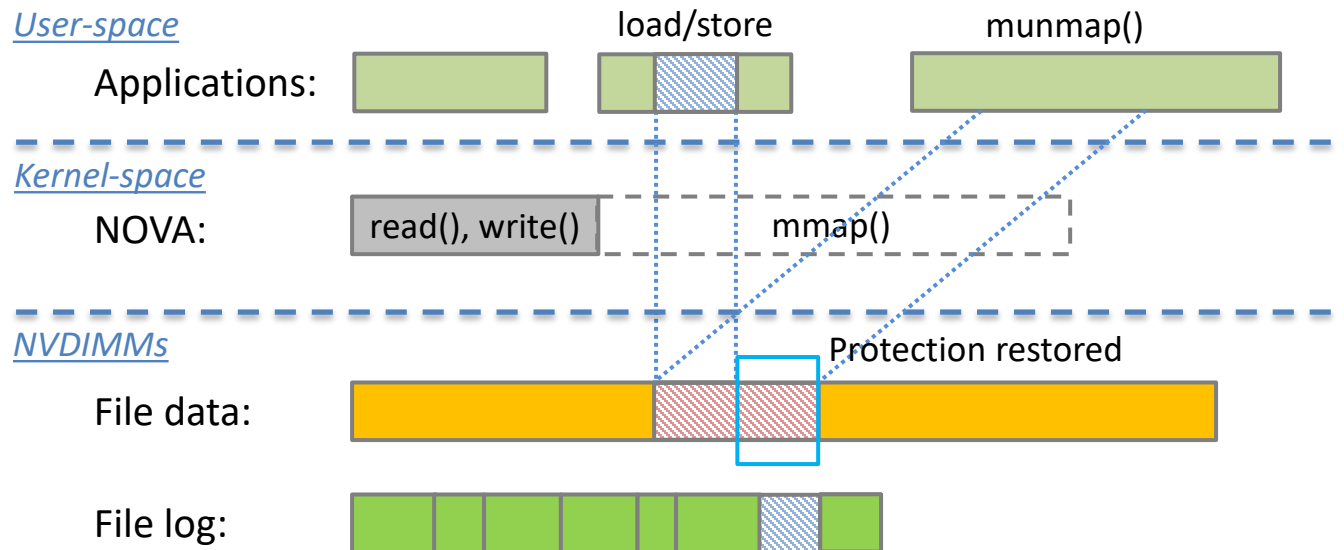 User-space
load/store
munmap()
Applications:
Kernel-space
NOVA:
read(), write()
mmap()
NVDIMMs
Protection restored
File data:
File log: